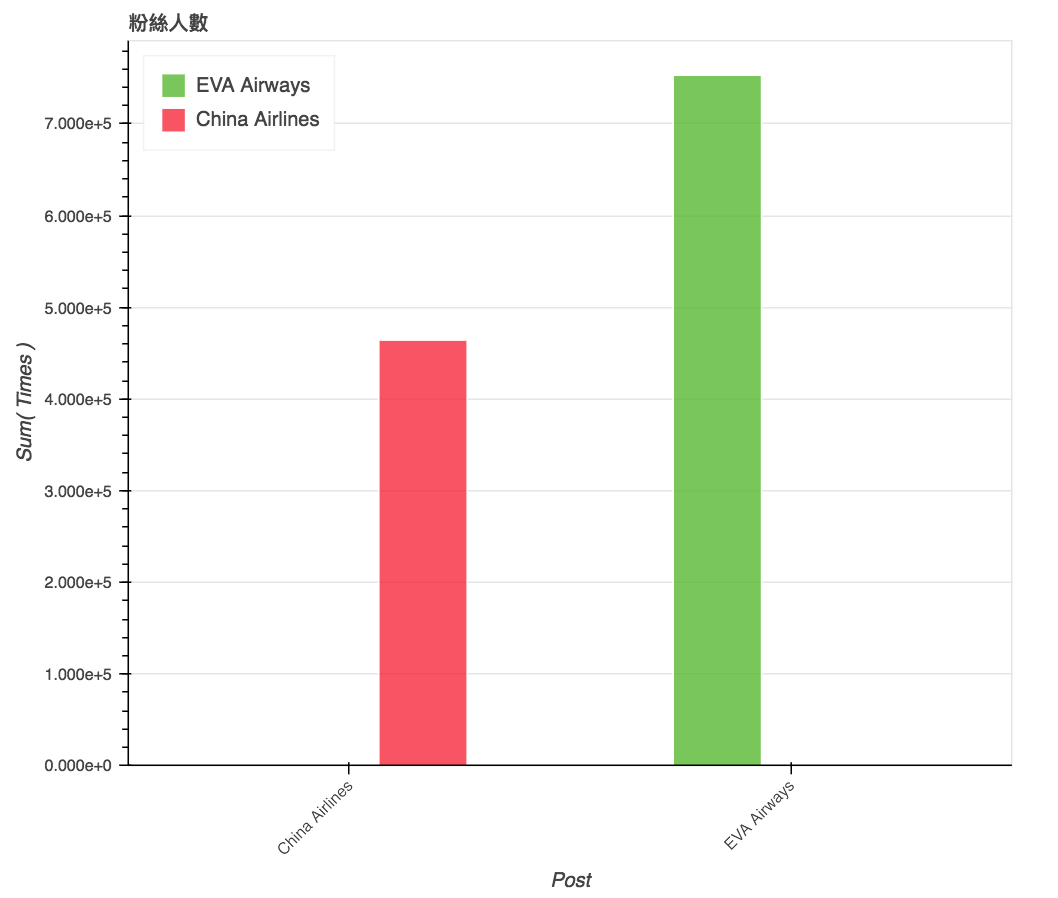 粉絲人數
EVA Airways
China Airlines
7.000e+5
6.000e+5
5.000e+5
4.000e+5
3.000e+5
2.000e+5
1.000e+5
0.000e+0
Sum( Times )
China Airlines
EVA Airways
Post